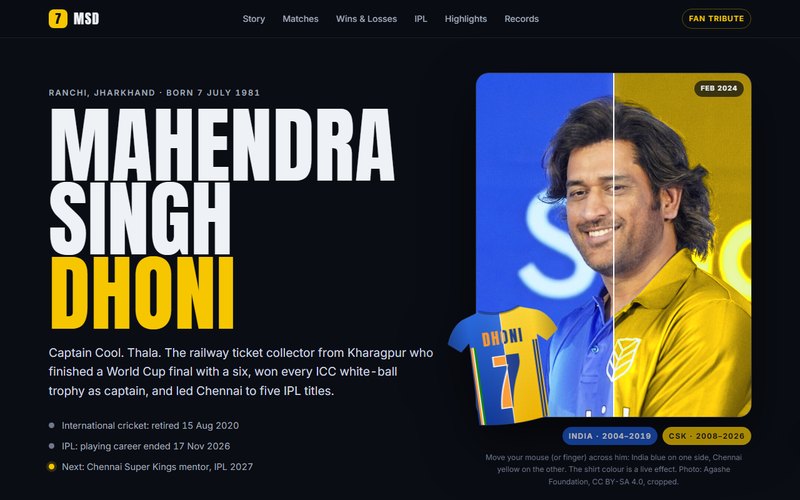 7 MSD
Story Matches Wins & Losses IPL Highlights Records
FAN TRIBUTE
RANCHI, JHARKHAND · BORN 7 JULY 1981
MAHENDRA
SINGH
DHONI
Captain Cool. Thala. The railway ticket collector from Kharagpur who
finished a World Cup final with a six, won every ICC white-ball
trophy as captain, and led Chennai to five IPL titles.
International cricket: retired 15 Aug 2020
IPL: playing career ended 17 Nov 2026
Next: Chennai Super Kings mentor, IPL 2027
FEB 2024
S
DHONI
7
INDIA · 2004–2019
CSK · 2008–2026
Move your mouse (or finger) across him: India blue on one side, Chennai
yellow on the other. The shirt colour is a live effect. Photo: Agashe
Foundation, CC BY-SA 4.0, cropped.